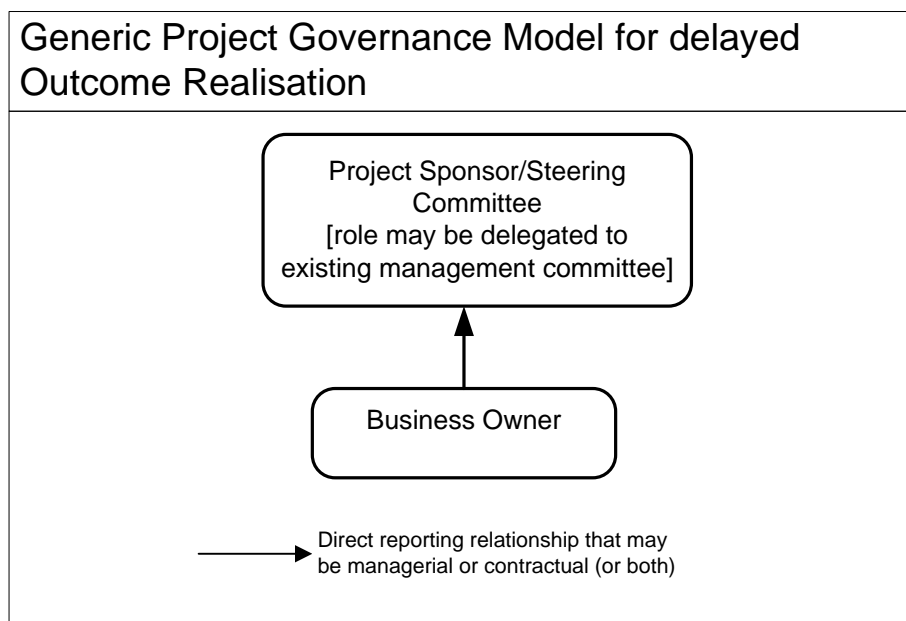 Generic Project Governance Model for delayed
Outcome Realisation
Project Sponsor/Steering
Committee
[role may be delegated to
existing management committee]
Business Owner
Direct reporting relationship that may
be managerial or contractual (or both)